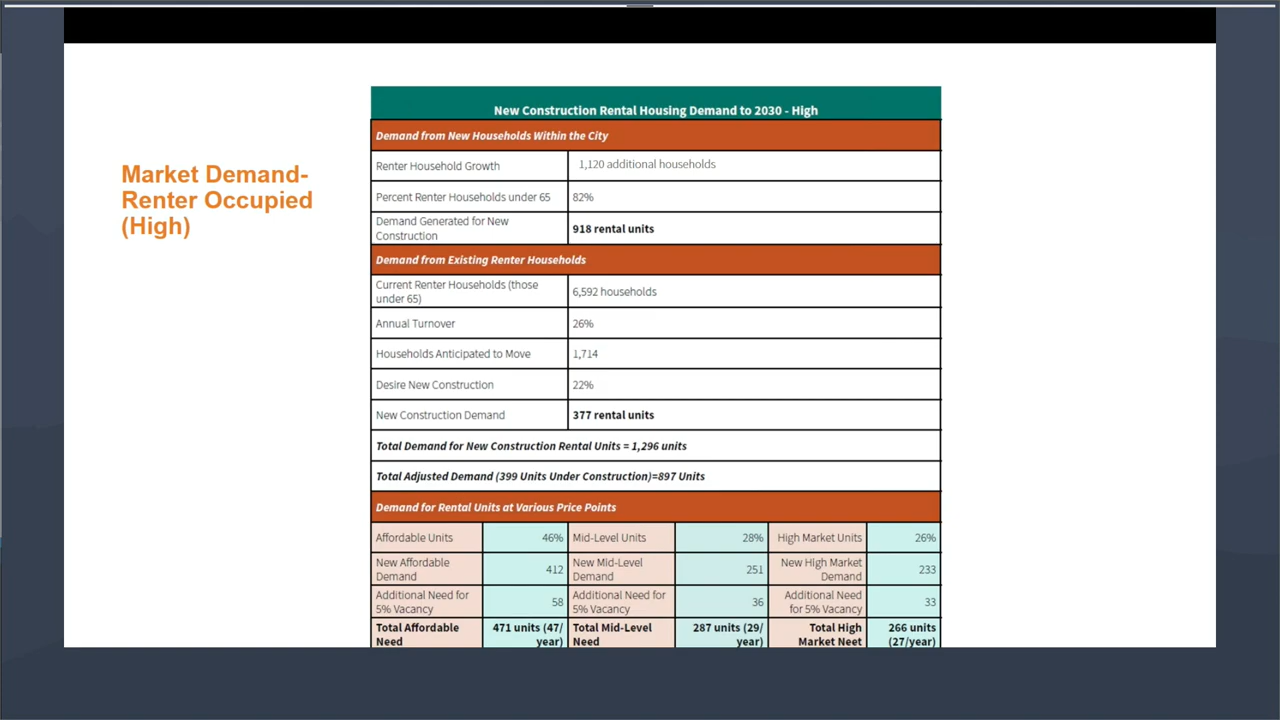 Market Demand-
Renter Occupied
(High)
New Construction Rental Housing Demand to 2030 - High
Demand from New Households Within the City
Renter Household Growth 1,120 additional households
Percent Renter Households under 65 82%
Demand Generated for New
Construction 918 rental units
Demand from Existing Renter Households
Current Renter Households (those
under 65) 6,592 households
Annual Turnover 26%
Households Anticipated to Move 1,714
Desire New Construction 22%
New Construction Demand 377 rental units
Total Demand for New Construction Rental Units = 1,296 units
Total Adjusted Demand (399 Units Under Construction)=897 Units
Demand for Rental Units at Various Price Points
Affordable Units 46% Mid-Level Units 28% High Market Units 26%
New Affordable
Demand 412 New Mid-Level
Demand 251 New High Market
Demand 233
Additional Need for
5% Vacancy 58 Additional Need for
5% Vacancy 36 Additional Need
for 5% Vacancy 33
Total Affordable
Need 471 units (47/
year) Total Mid-Level
Need 287 units (29/
year) Total High
Market Neet 266 units
(27/year)